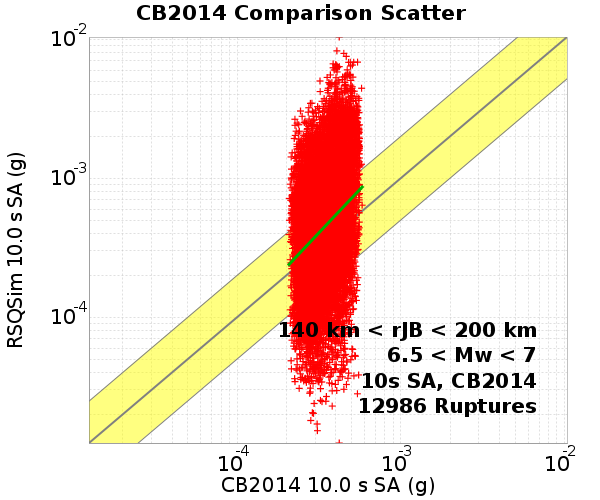 CB2014 Comparison Scatter
10-2
10-3
10-4
RSQSim 10.0 s SA (g)
140 km < rJB < 200 km
6.5 < Mw < 7
10s SA, CB2014
12986 Ruptures
10-4 10-3 10-2
CB2014 10.0 s SA (g)